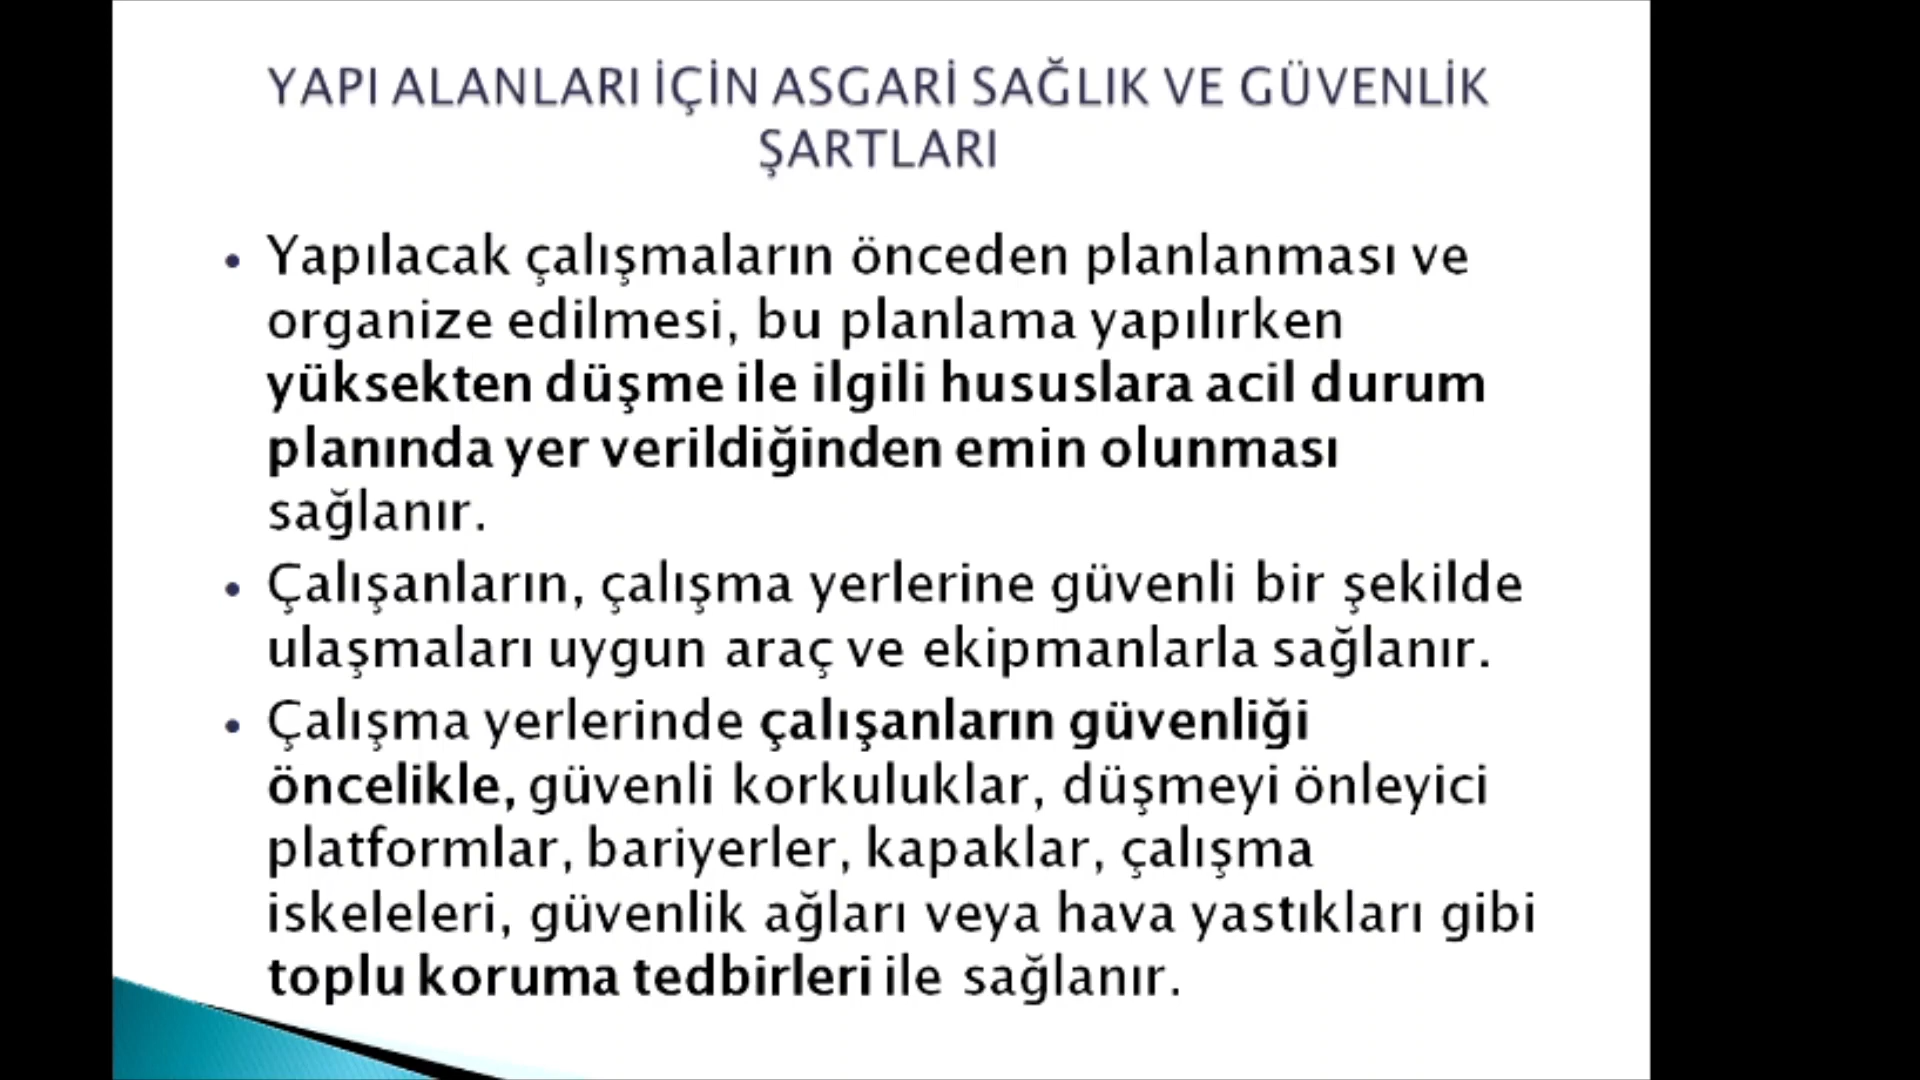 YAPI ALANLARI İÇİN ASGARİ SAĞLIK VE GÜVENLİK
ŞARTLARI
• Yapılacak çalışmaların önceden planlanması ve
organize edilmesi, bu planlama yapılırken
yüksekten düşme ile ilgili hususlara acil durum
planında yer verildiğinden emin olunması
sağlanır.
• Çalışanların, çalışma yerlerine güvenli bir şekilde
ulaşmaları uygun araç ve ekipmanlarla sağlanır.
• Çalışma yerlerinde çalışanların güvenliği
öncelikle, güvenli korkuluklar, düşmeyi önleyici
platformlar, bariyerler, kapaklar, çalışma
iskeleleri, güvenlik ağları veya hava yastıkları gibi
toplu koruma tedbirleri ile sağlanır.